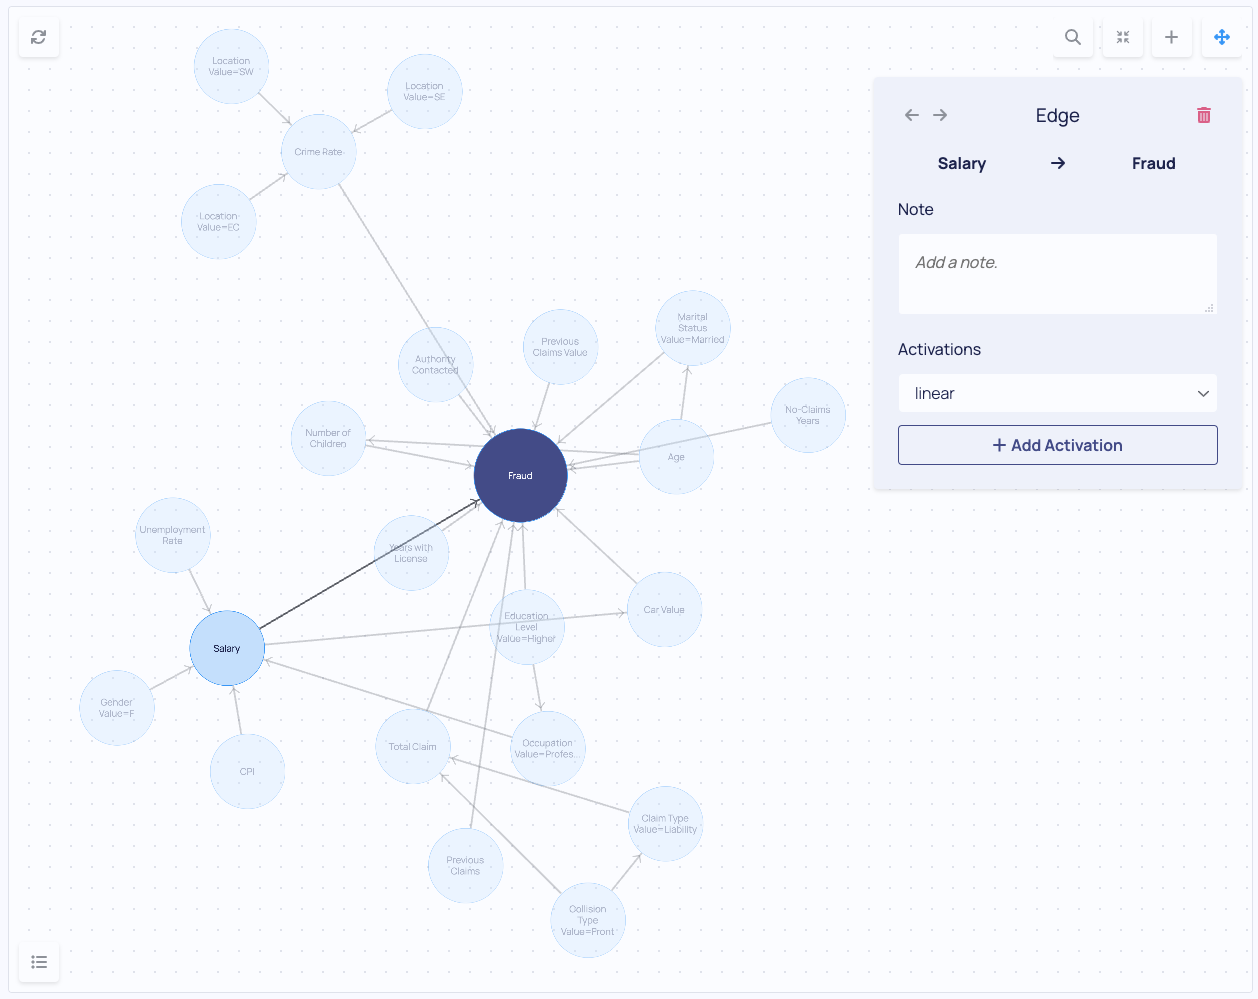 Location
Value=SW
Location
Value=SE
Crime Rate
Location
Value=EC
Edge
Salary
Fraud
Note
Add a note.
Activations
linear
Add Activation
Marital
Status
Value=Married
Previous
Claims Value
Authority
Contacted
No-Claims
Years
Number of
Children
Age
Fraud
Unemployment
Rate
Years with
License
Car Value
Education
Level
Value=Higher
Salary
Gender
Value=F
Total Claim
Occupation
Value=Profes...
CPI
Claim Type
Value=Liability
Previous
Claims
Collision
Type
Value=Front